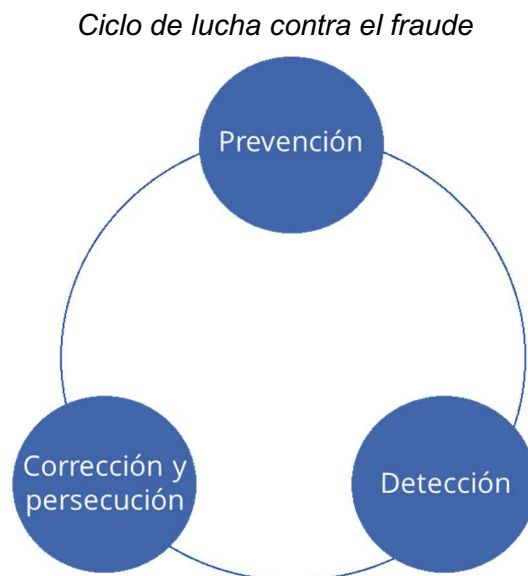 Ciclo de lucha contra el fraude
Prevención
Corrección y
persecución
Detección